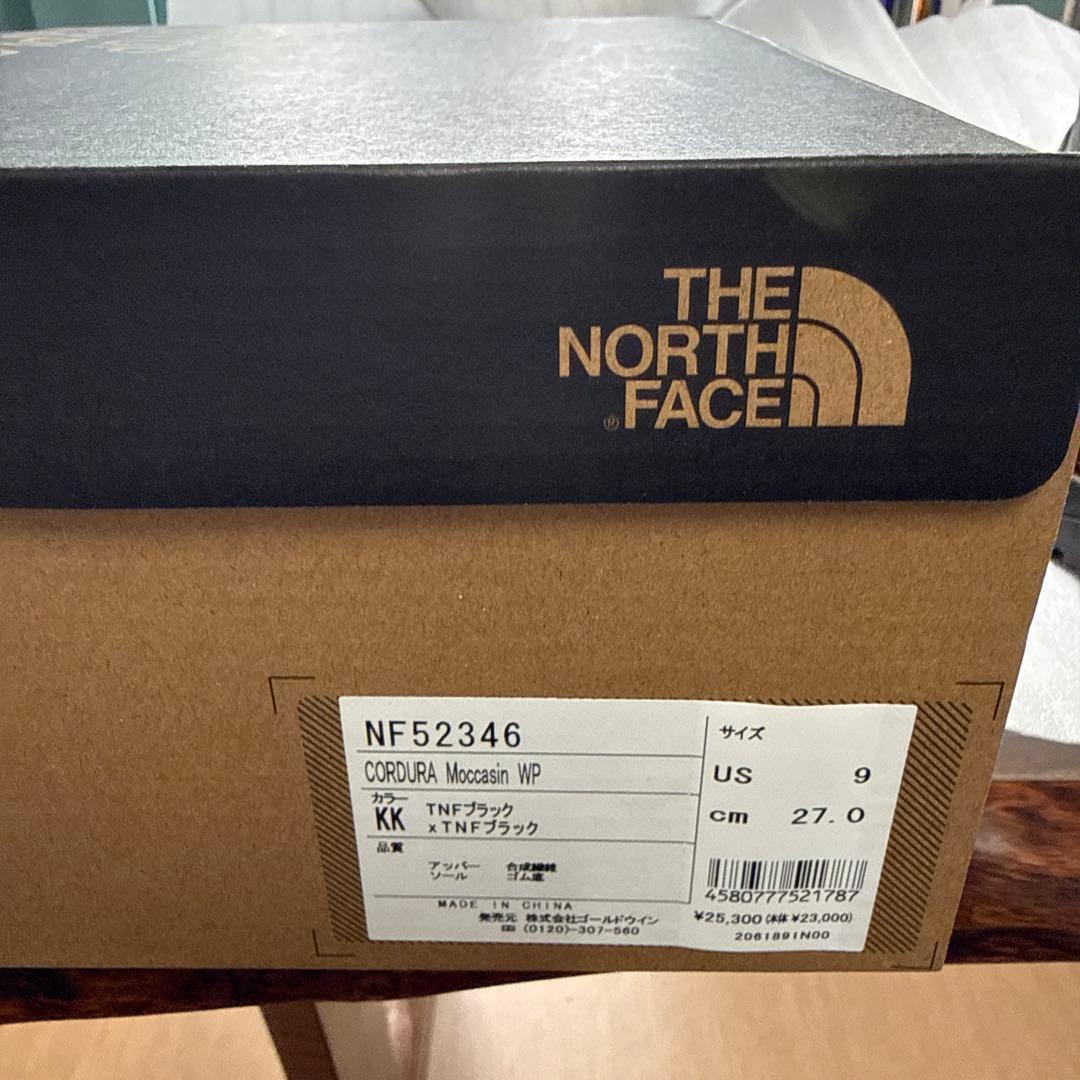 THE
NORTH
FACE
®
NF52346
CORDURA Moccasin WP
カラー
KK
TNFブラック
xTNFブラック
品質
アッパー 合成繊維
ソール ゴム底
MADE IN CHINA
発売元 株式会社ゴールドウイン
(0120)-307-560
サイズ
US 9
cm 27.0
4580777521787
¥25,300(本体 ¥23,000)
2061891N00